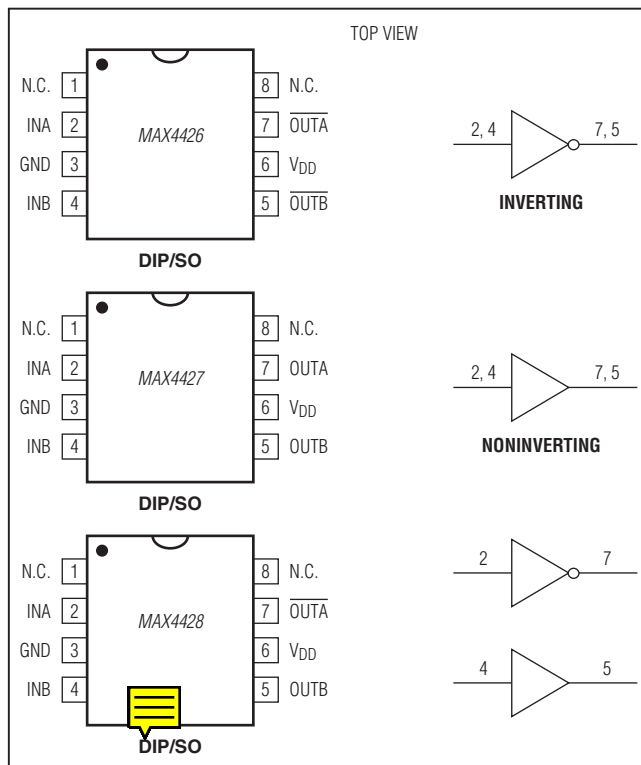 TOP VIEW
N.C. 1 8 N.C.
INA 2 7 O̅U̅T̅A̅
GND 3 6 VDD
INB 4 5 O̅U̅T̅B̅
MAX4426
DIP/SO
2, 4 7, 5
INVERTING
N.C. 1 8 N.C.
INA 2 7 OUTA
GND 3 6 VDD
INB 4 5 OUTB
MAX4427
DIP/SO
2, 4 7, 5
NONINVERTING
N.C. 1 8 N.C.
INA 2 7 O̅U̅T̅A̅
GND 3 6 VDD
INB 4 5 OUTB
MAX4428
DIP/SO
2 7
4 5